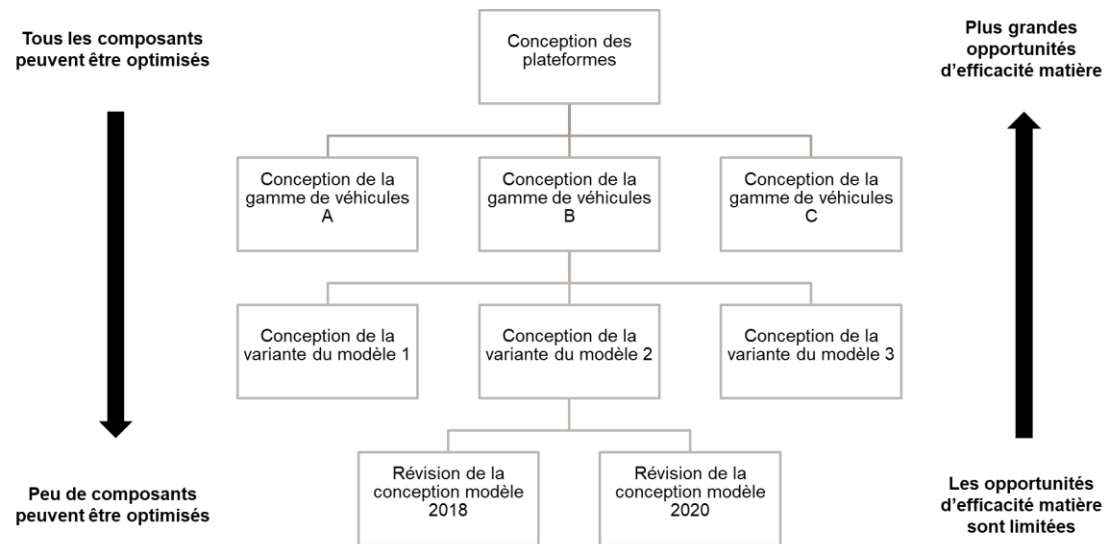 Tous les composants
peuvent être optimisés
Conception des
plateformes
Plus grandes
opportunités
d’efficacité matière
Conception de la
gamme de véhicules
A
Conception de la
gamme de véhicules
B
Conception de la
gamme de véhicules
C
Conception de la
variante du modèle 1
Conception de la
variante du modèle 2
Conception de la
variante du modèle 3
Peu de composants
peuvent être optimisés
Révision de la
conception modèle
2018
Révision de la
conception modèle
2020
Les opportunités
d’efficacité matière
sont limitées